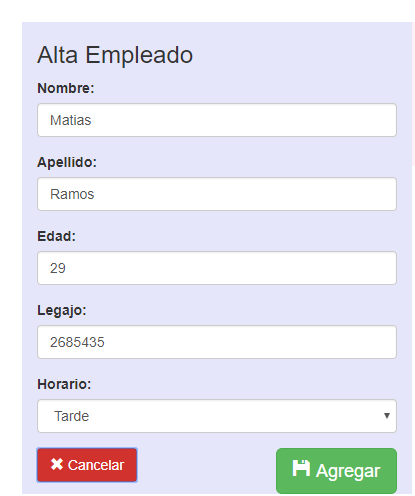 Alta Empleado
Nombre:
Matias
Apellido:
Ramos
Edad:
29
Legajo:
2685435
Horario:
Tarde
Cancelar
Agregar